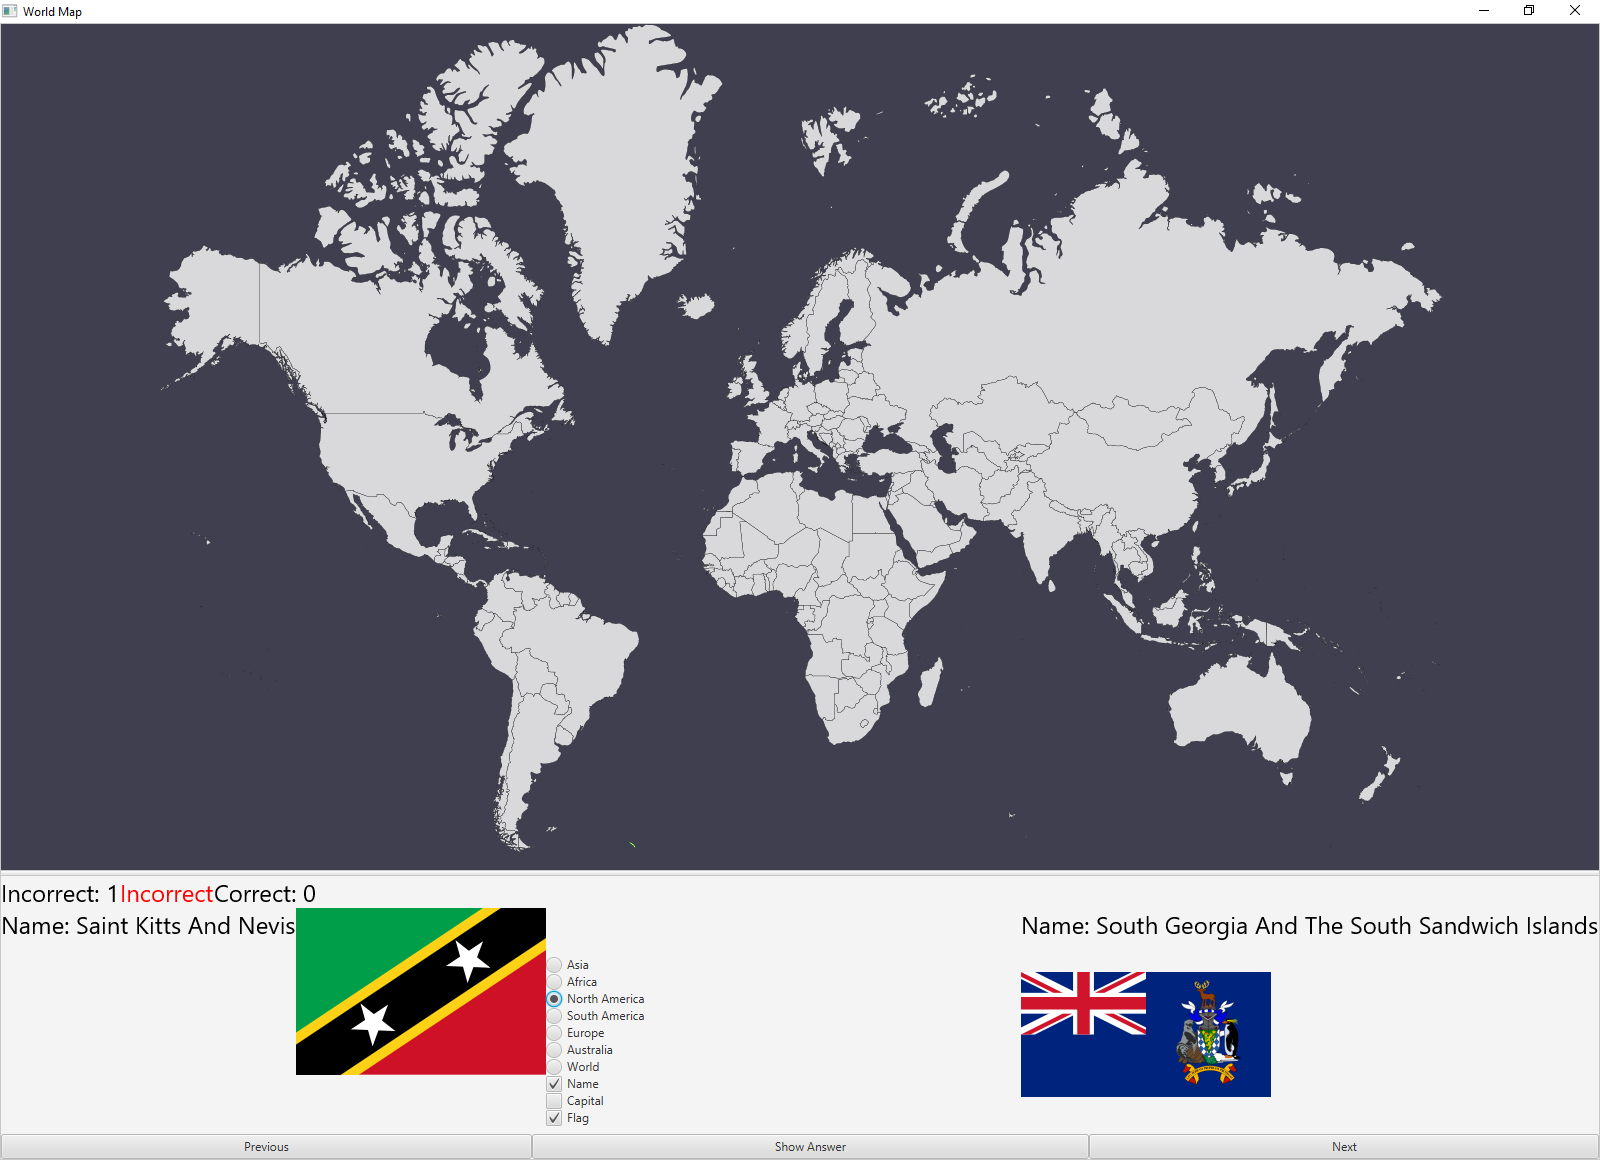 World Map
Incorrect: 1IncorrectCorrect: 0
Name: Saint Kitts And Nevis
Name: South Georgia And The South Sandwich Islands
Asia
Africa
North America
South America
Europe
Australia
World
Name
Capital
Flag
Previous
Show Answer
Next